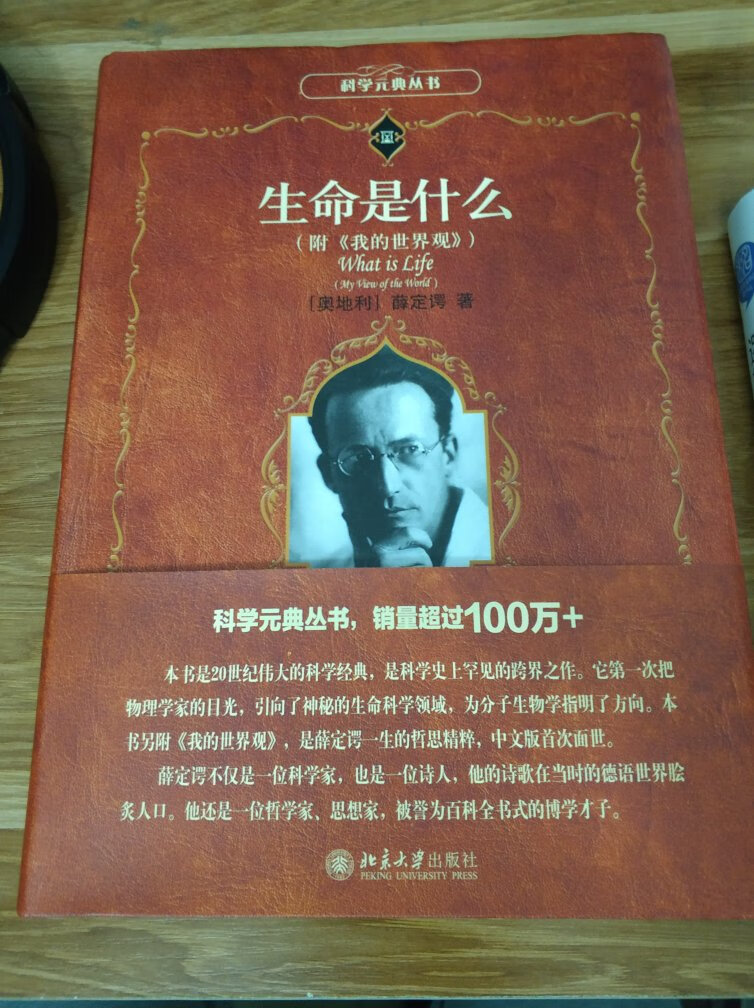 科学元典丛书
生命是什么
(附《我的世界观》)
What is Life
(My View of the World)
[奥地利] 薛定谔 著
科学元典丛书，销量超过100万+
本书是20世纪伟大的科学经典，是科学史上罕见的跨界之作。它第一次把
物理学家的目光，引向了神秘的生命科学领域，为分子生物学指明了方向。本
书另附《我的世界观》，是薛定谔一生的哲思精粹，中文版首次面世。
薛定谔不仅是一位科学家，也是一位诗人，他的诗歌在当时的德语世界脍
炙人口。他还是一位哲学家、思想家，被誉为百科全书式的博学才子。
北京大学出版社
PEKING UNIVERSITY PRESS